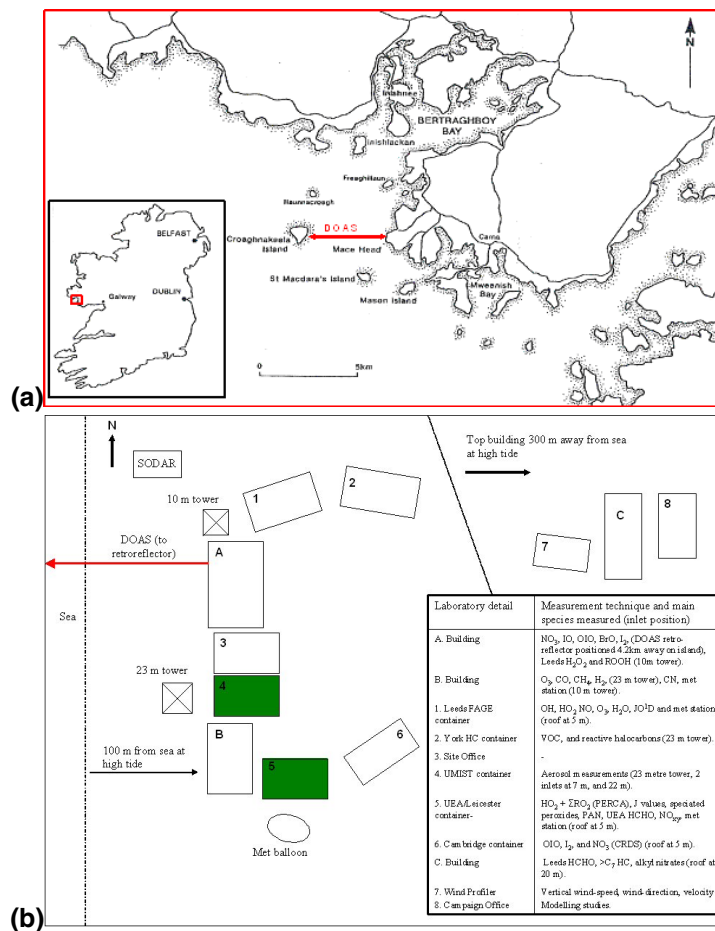 N
Inishnee
BERTRAGHBOY
BAY
Inishlackan
Freaghillaun
DOAS
Croaghnakeela
Island
Mace Head
Carna
St Macdara's Island
Mason Island
Mweenish
Bay
0 5km
BELFAST
Galway
DUBLIN
(a)
N
SODAR
10 m tower
DOAS (to
retroreflector)
Sea
23 m tower
100 m from sea at
high tide
A
1
2
3
4
B
5
6
Met balloon
Top building 300 m away from sea
at high tide
7
C
8
Laboratory detail
Measurement technique and main
species measured (inlet position)
A. Building
NO3, IO, OIO, BrO, I2, (DOAS retro-
reflector positioned 4.2km away on island),
Leeds H2O2 and ROOH (10m tower).
B. Building
O3, CO, CH4, H2, (23 m tower), CN, met
station (10 m tower).
1. Leeds FAGE
container
OH, HO2 NO, O3, H2O, JO1D and met station
(roof at 5 m).
2. York HC container
VOC, and reactive halocarbons (23 m tower).
3. Site Office
-
4. UMIST container
Aerosol measurements (23 metre tower, 2
inlets at 7 m, and 22 m).
5. UEA/Leicester
container-
HO2 + ΣRO2 (PERCA), J values, speciated
peroxides, PAN, UEA HCHO, NOxy, met
station (roof at 5 m).
6. Cambridge container
OIO, I2, and NO3 (CRDS) (roof at 5 m).
C. Building
Leeds HCHO, >C7 HC, alkyl nitrates (roof at
20 m).
7. Wind Profiler
Vertical wind-speed, wind-direction, velocity
8. Campaign Office
Modelling studies.
(b)